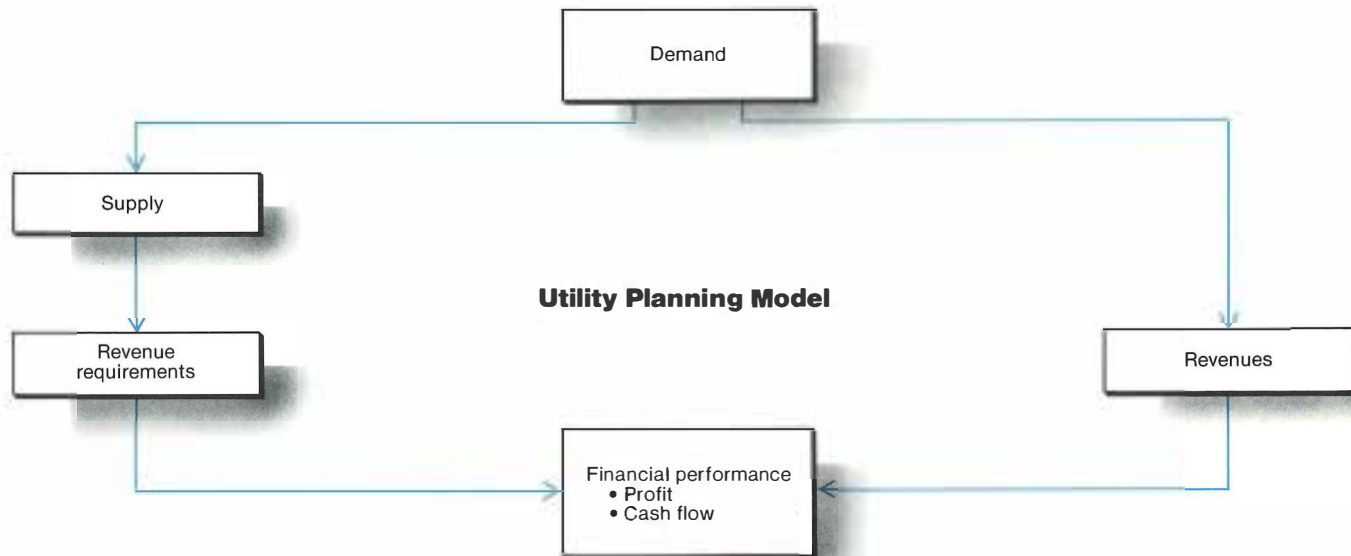 Demand
Supply
Utility Planning Model
Revenue
requirements
Revenues
Financial performance
• Profit
• Cash flow